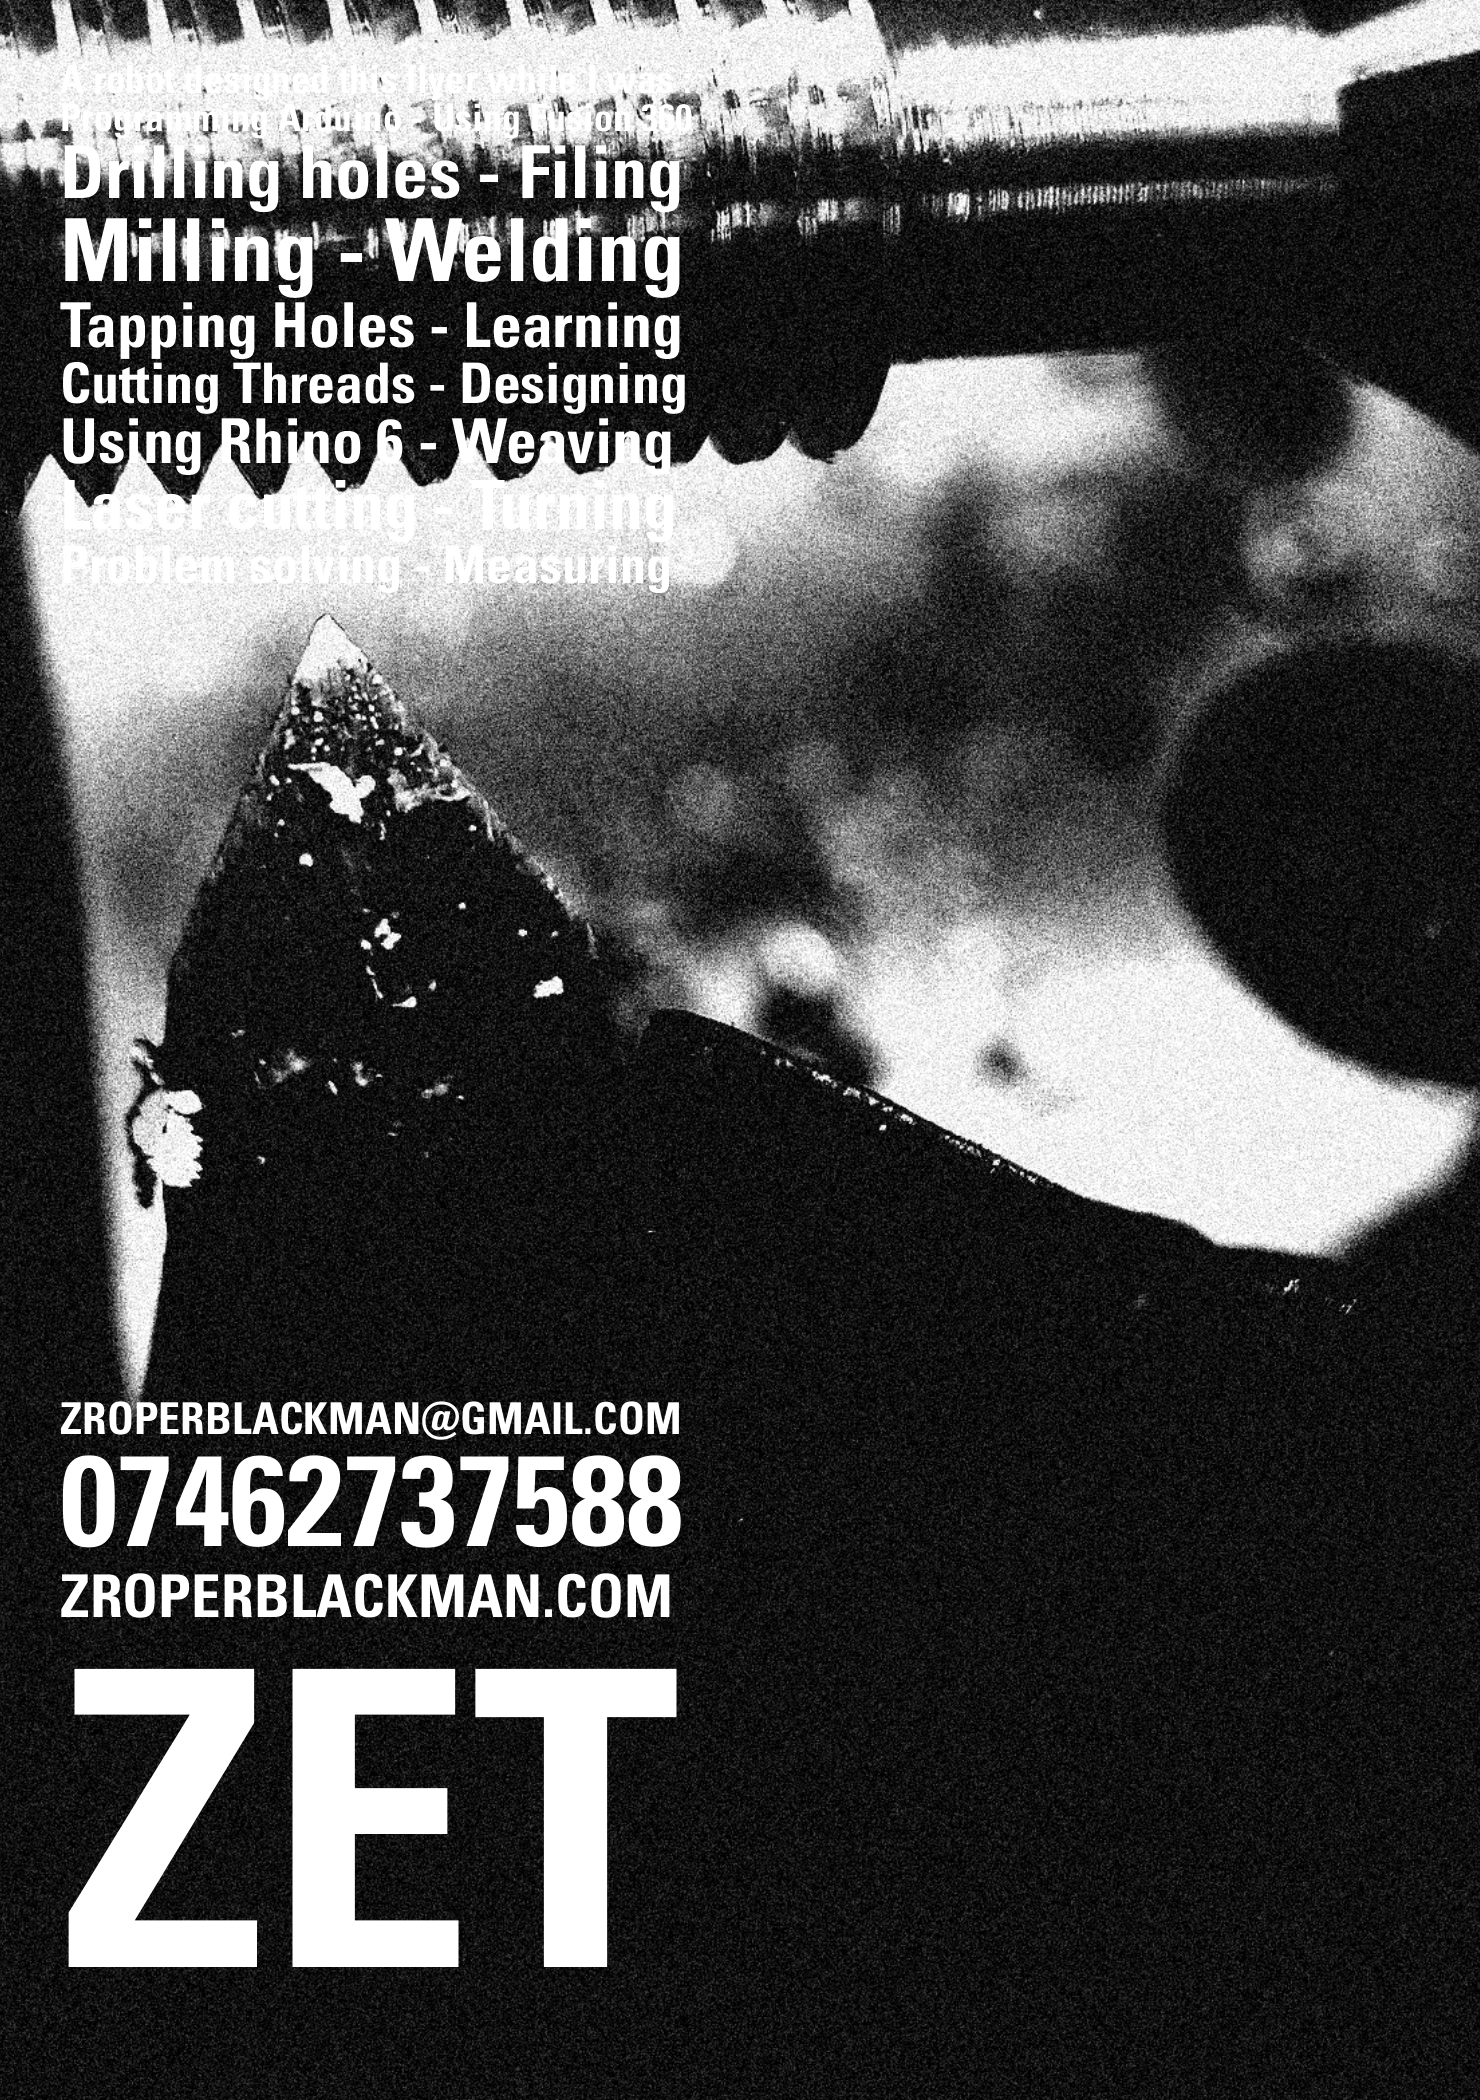 A robot designed this flyer while I was
Programming Arduino - Using Fusion 360
Drilling holes - Filing
Milling - Welding
Tapping Holes - Learning
Cutting Threads - Designing
Using Rhino 6 - Weaving
Laser cutting - Turning
Problem solving - Measuring
ZROPERBLACKMAN@GMAIL.COM
07462737588
ZROPERBLACKMAN.COM
ZET